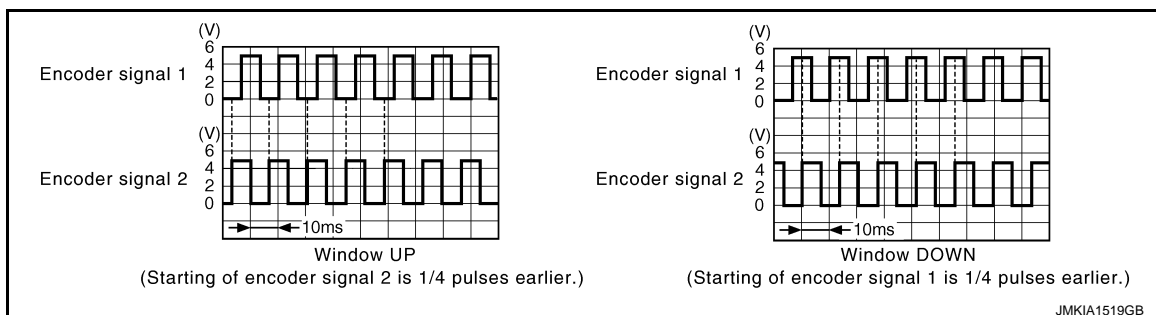 (V)
6
4
2
0
Encoder signal 1
(V)
6
4
2
0
Encoder signal 2
10ms
Window UP
(Starting of encoder signal 2 is 1/4 pulses earlier.)
(V)
6
4
2
0
Encoder signal 1
(V)
6
4
2
0
Encoder signal 2
10ms
Window DOWN
(Starting of encoder signal 1 is 1/4 pulses earlier.)
JMKIA1519GB